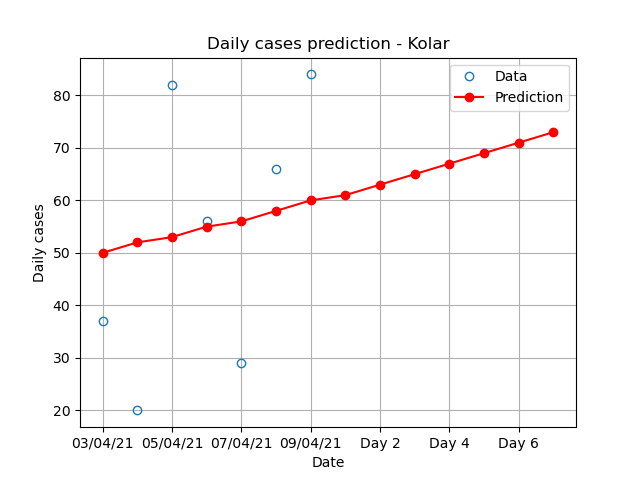 Daily cases prediction - Kolar
Data
Prediction
Daily cases
80
70
60
50
40
30
20
03/04/21 05/04/21 07/04/21 09/04/21 Day 2 Day 4 Day 6
Date